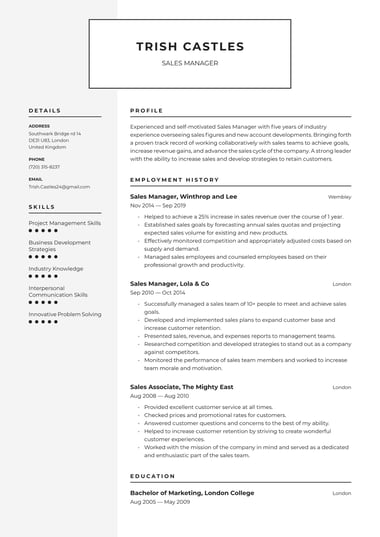 TRISH CASTLES
SALES MANAGER
DETAILS
ADDRESS
Southwark Bridge rd 14
DE31 U83, London
United Kingdom
PHONE
(720) 315-8237
EMAIL
Trish.Castles24@gmail.com
SKILLS
Project Management Skills
Business Development
Strategies
Industry Knowledge
Interpersonal
Communication Skills
Innovative Problem Solving
PROFILE
Experienced and self-motivated Sales Manager with five years of industry
experience overseeing sales figures and new account developments. Bringing forth
a proven track record of working collaboratively with sales teams to achieve goals,
increase revenue gains, and advance the sales cycle of the company. A strong leader
with the ability to increase sales and develop strategies to retain customers.
EMPLOYMENT HISTORY
Sales Manager, Winthrop and Lee Wembley
Nov 2014 — Sep 2019
- Helped to achieve a 25% increase in sales revenue over the course of 1 year.
- Established sales goals by forecasting annual sales quotas and projecting
expected sales volume for existing and new products.
- Effectively monitored competition and appropriately adjusted costs based on
supply and demand.
- Managed sales employees and counseled employees based on their
professional growth and productivity.
Sales Manager, Lola & Co London
Sep 2010 — Oct 2014
- Successfully managed a sales team of 10+ people to meet and achieve sales
goals.
- Developed and implemented sales plans to expand customer base and
increase customer retention.
- Presented sales, revenue, and expenses reports to management teams.
- Researched competition and developed strategies to stand out as a company
against competitors.
- Monitored the performance of sales team members and worked to increase
team morale and motivation.
Sales Associate, The Mighty East London
Aug 2008 — Aug 2010
- Provided excellent customer service at all times.
- Checked prices and promotional rates for customers.
- Answered customer questions and concerns to the best of my ability.
- Helped to increase customer retention by striving to create wonderful
customer experiences.
- Worked with the mission of the company in mind and served as a dedicated
and enthusiastic part of the sales team.
EDUCATION
Bachelor of Marketing, London College London
Aug 2005 — May 2009